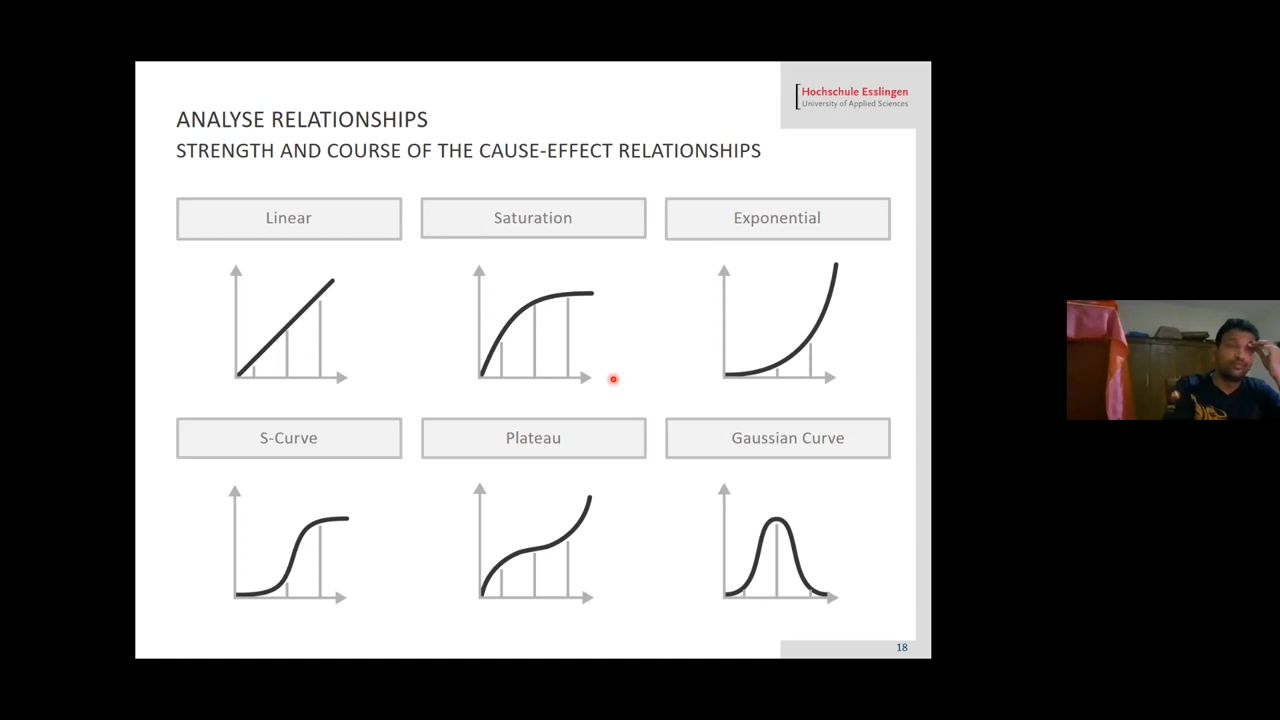 Hochschule Esslingen
University of Applied Sciences
ANALYSE RELATIONSHIPS
STRENGTH AND COURSE OF THE CAUSE-EFFECT RELATIONSHIPS
Linear
Saturation
Exponential
S-Curve
Plateau
Gaussian Curve
18